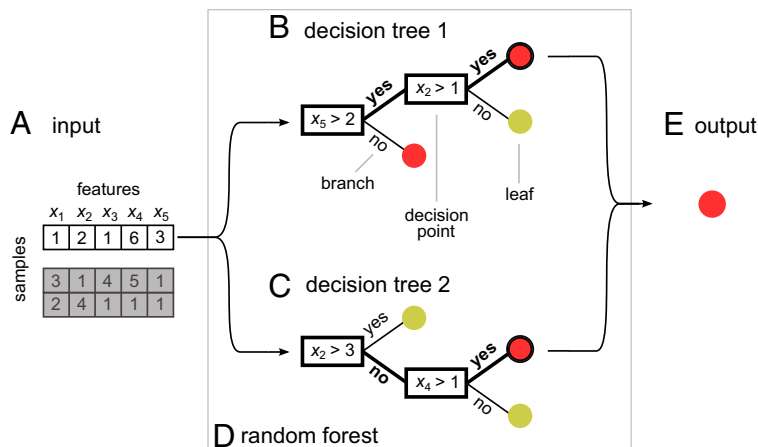 A input
features
x1 x2 x3 x4 x5
samples
1 2 1 6 3
3 1 4 5 1
2 4 1 1 1
B decision tree 1
x5 > 2
yes
no
x2 > 1
yes
no
branch
decision
point
leaf
C decision tree 2
x2 > 3
yes
no
x4 > 1
yes
no
D random forest
E output